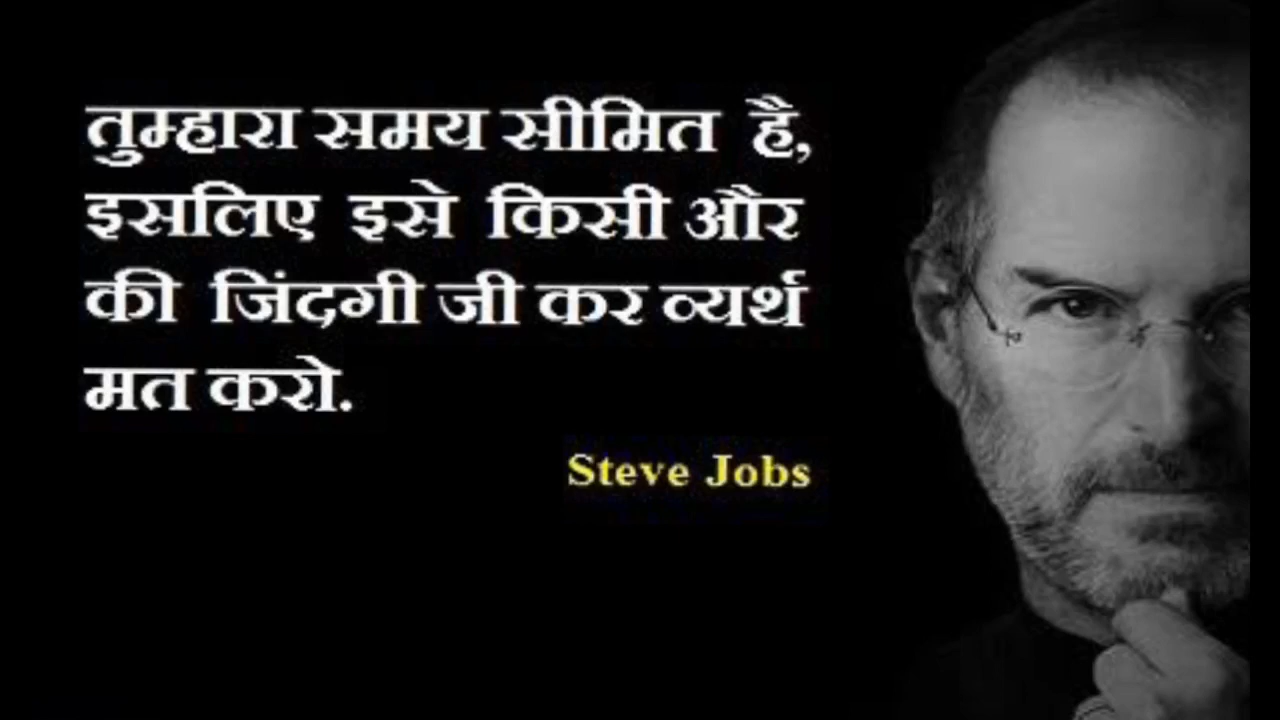 तुम्हारा समय सीमित है,
इसलिए इसे किसी और
की जिंदगी जी कर व्यर्थ
मत करो.
Steve Jobs